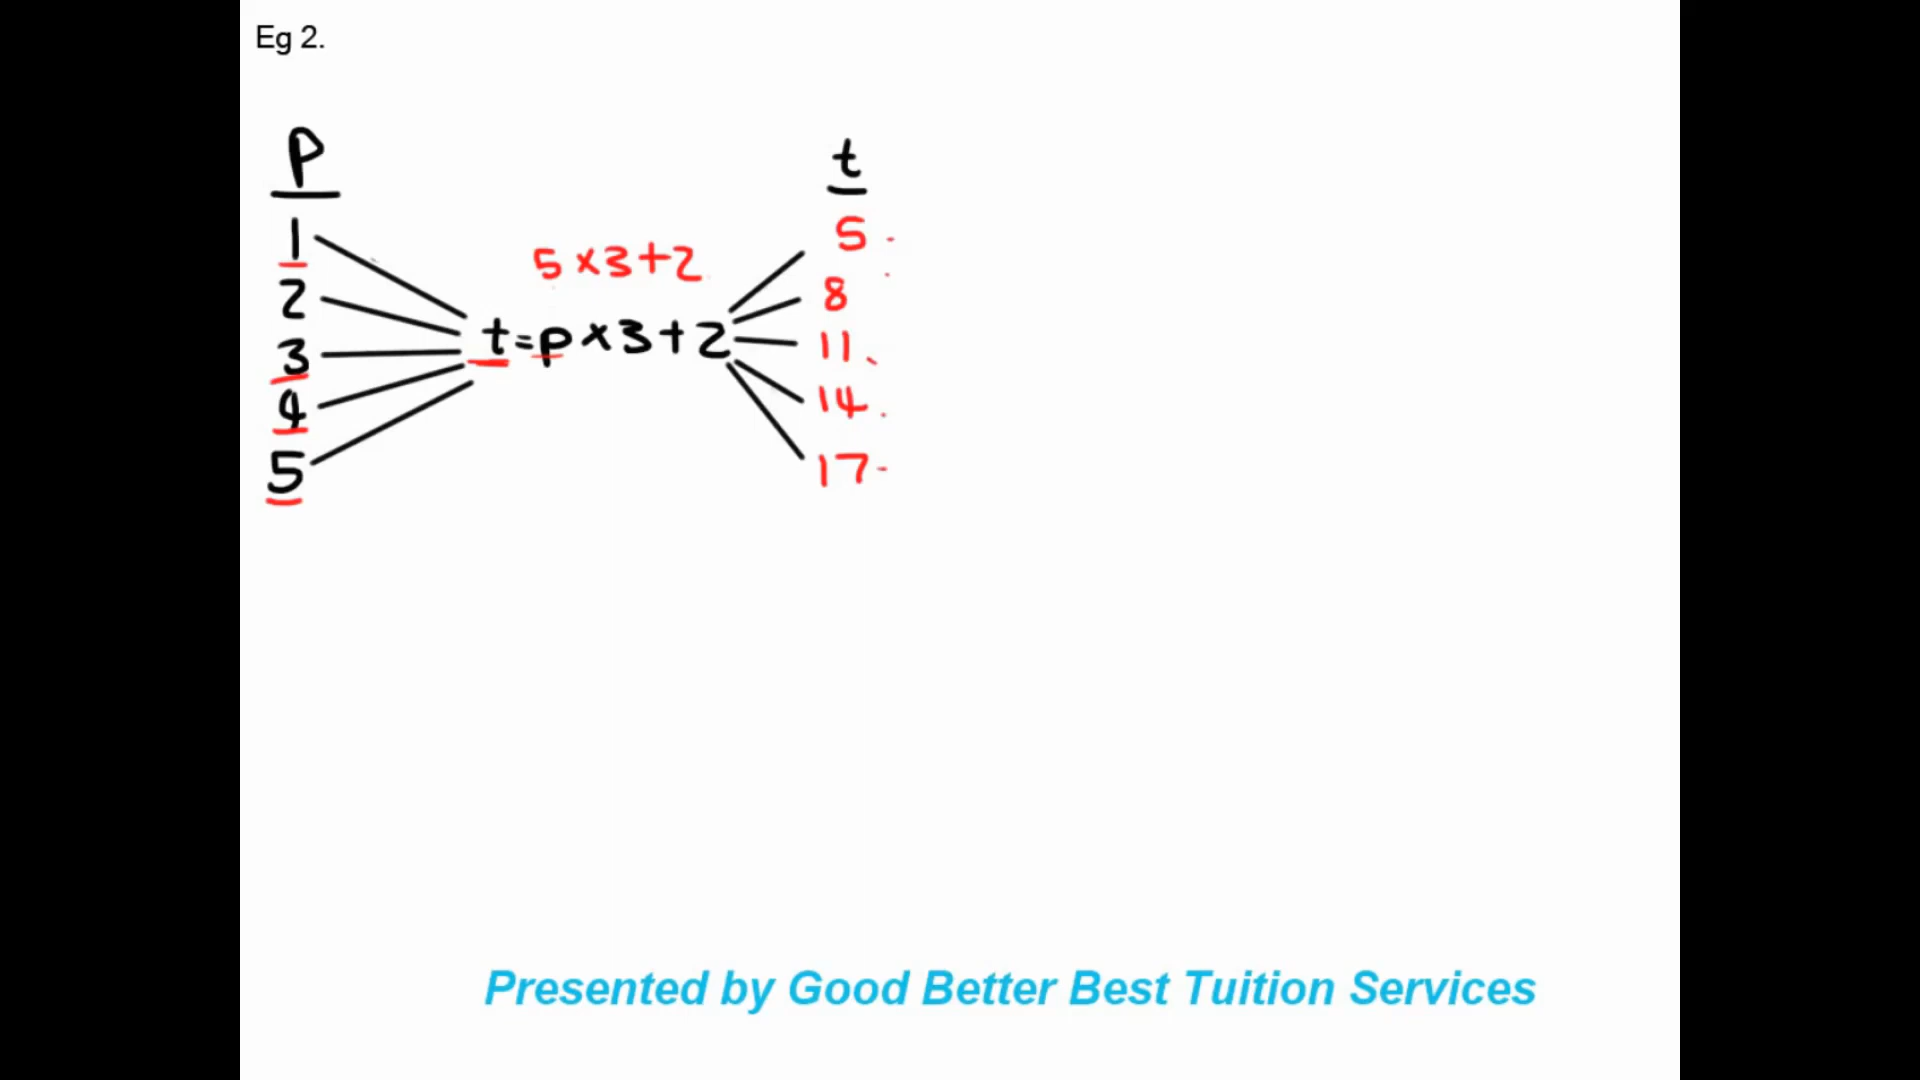 Eg 2.
p t
1 5
5 x 3 + 2
2 8
t = p x 3 + 2
3 11
4 14
5 17
Presented by Good Better Best Tuition Services